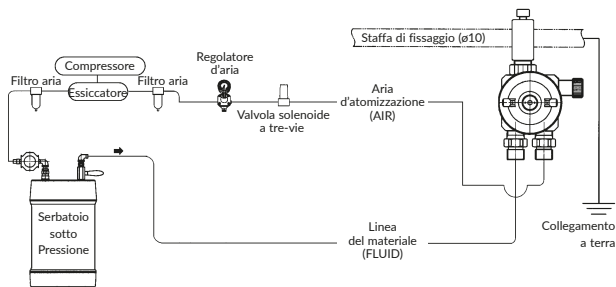 Staffa di fissaggio (ø10)
Compressore
Regolatore
d'aria
Filtro aria
Essiccatore
Filtro aria
Valvola solenoide
a tre-vie
Aria
d'atomizzazione
(AIR)
Serbatoio
sotto
Pressione
Linea
del materiale
(FLUID)
Collegamento
a terra